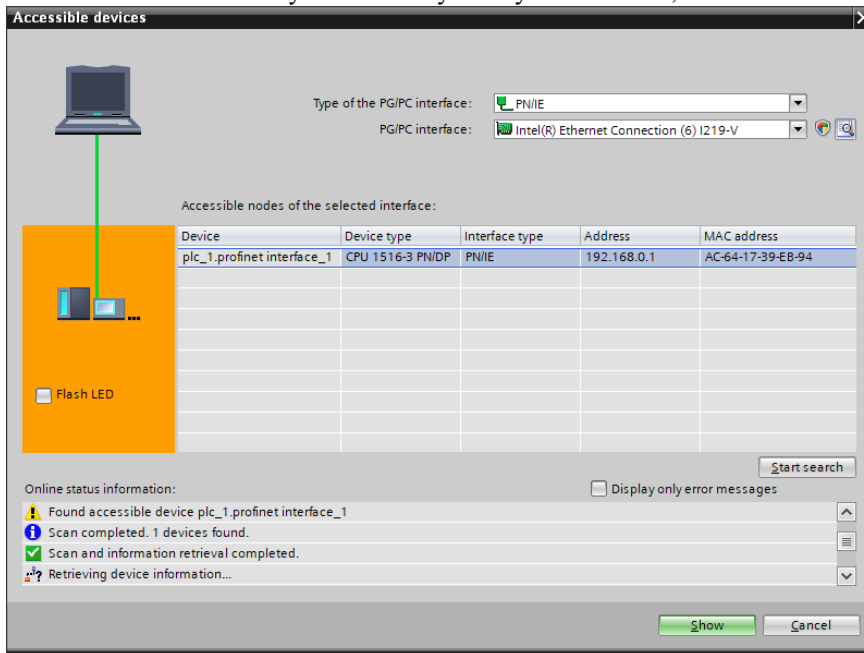 Accessible devices
Type of the PG/PC interface: PN/IE
PG/PC interface: Intel(R) Ethernet Connection (6) I219-V
Accessible nodes of the selected interface:
Device Device type Interface type Address MAC address
plc_1.profinet interface_1 CPU 1516-3 PN/DP PN/IE 192.168.0.1 AC-64-17-39-EB-94
Flash LED
Start search
Online status information: Display only error messages
Found accessible device plc_1.profinet interface_1
Scan completed. 1 devices found.
Scan and information retrieval completed.
Retrieving device information...
Show Cancel